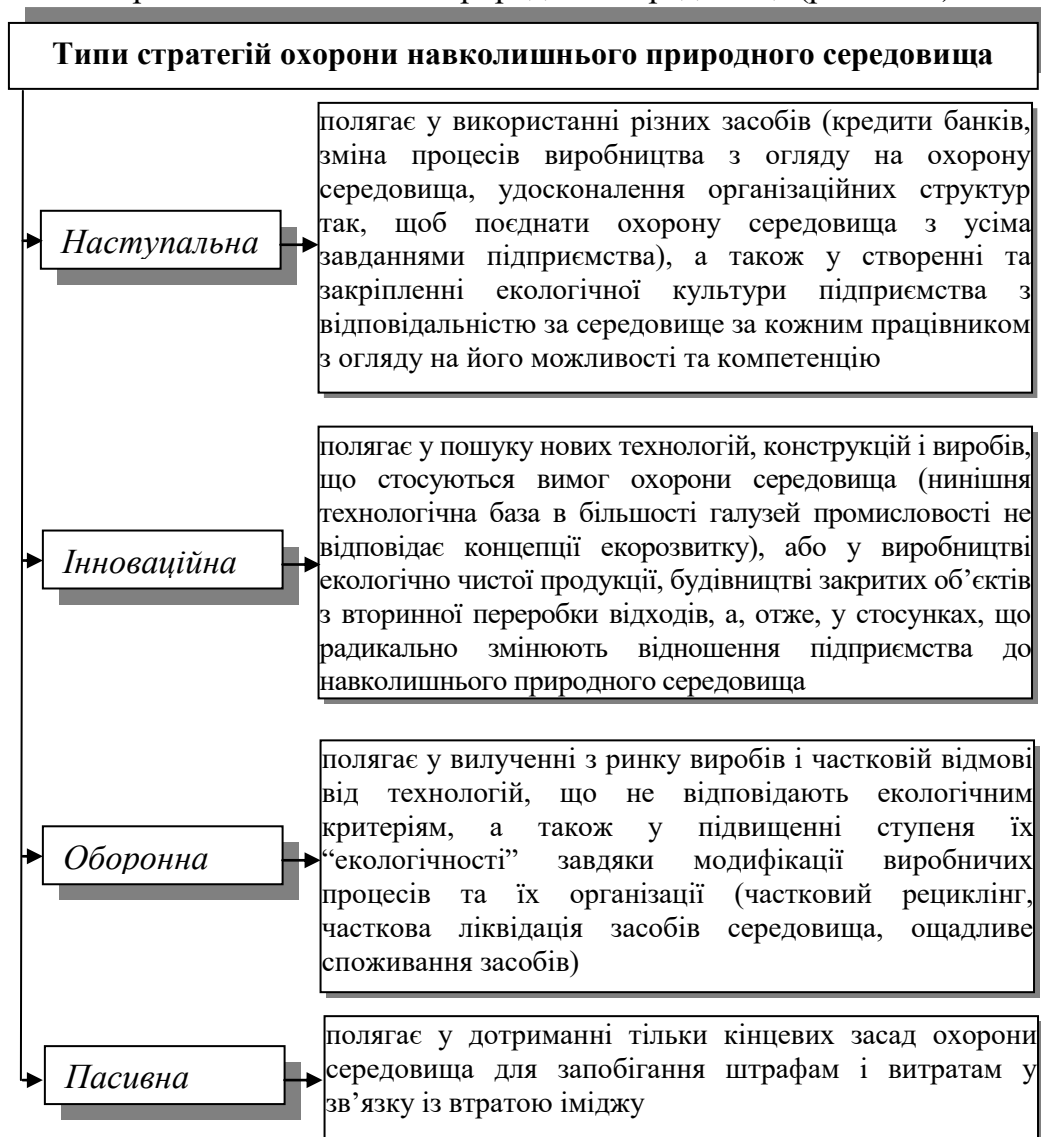 Типи стратегій охорони навколишнього природного середовища
Наступальна
полягає у використанні різних засобів (кредити банків,
зміна процесів виробництва з огляду на охорону
середовища, удосконалення організаційних структур
так, щоб поєднати охорону середовища з усіма
завданнями підприємства), а також у створенні та
закріпленні екологічної культури підприємства з
відповідальністю за середовище за кожним працівником
з огляду на його можливості та компетенцію
Інноваційна
полягає у пошуку нових технологій, конструкцій і виробів,
що стосуються вимог охорони середовища (нинішня
технологічна база в більшості галузей промисловості не
відповідає концепції екорозвитку), або у виробництві
екологічно чистої продукції, будівництві закритих об’єктів
з вторинної переробки відходів, а, отже, у стосунках, що
радикально змінюють відношення підприємства до
навколишнього природного середовища
Оборонна
полягає у вилученні з ринку виробів і частковій відмові
від технологій, що не відповідають екологічним
критеріям, а також у підвищенні ступеня їх
“екологічності” завдяки модифікації виробничих
процесів та їх організації (частковий рециклінг,
часткова ліквідація засобів середовища, ощадливе
споживання засобів)
Пасивна
полягає у дотриманні тільки кінцевих засад охорони
середовища для запобігання штрафам і витратам у
зв’язку із втратою іміджу